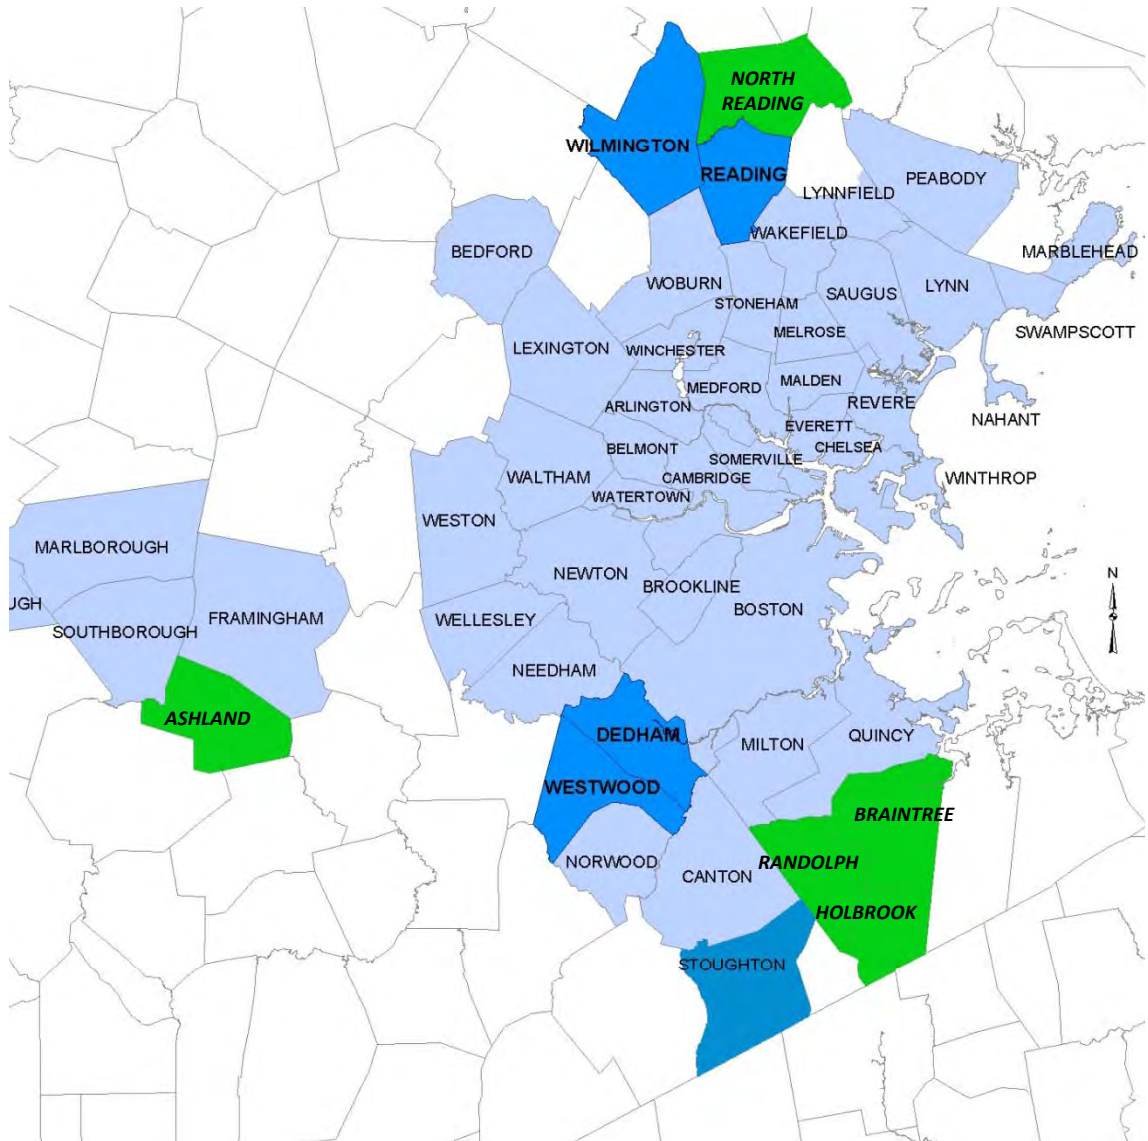 NORTH
READING
WILMINGTON
READING
PEABODY
LYNNFIELD
WAKEFIELD
BEDFORD
MARBLEHEAD
WOBURN
SAUGUS
LYNN
STONEHAM
SWAMPSCOTT
MELROSE
LEXINGTON
WINCHESTER
MEDFORD
MALDEN
REVERE
ARLINGTON
NAHANT
EVERETT
BELMONT
CHELSEA
SOMERVILLE
WALTHAM
CAMBRIDGE
WINTHROP
WATERTOWN
WESTON
MARLBOROUGH
NEWTON
BROOKLINE
N
UGH
BOSTON
FRAMINGHAM
WELLESLEY
SOUTHBOROUGH
NEEDHAM
ASHLAND
DEDHAM
QUINCY
MILTON
WESTWOOD
BRAINTREE
NORWOOD
RANDOLPH
CANTON
HOLBROOK
STOUGHTON